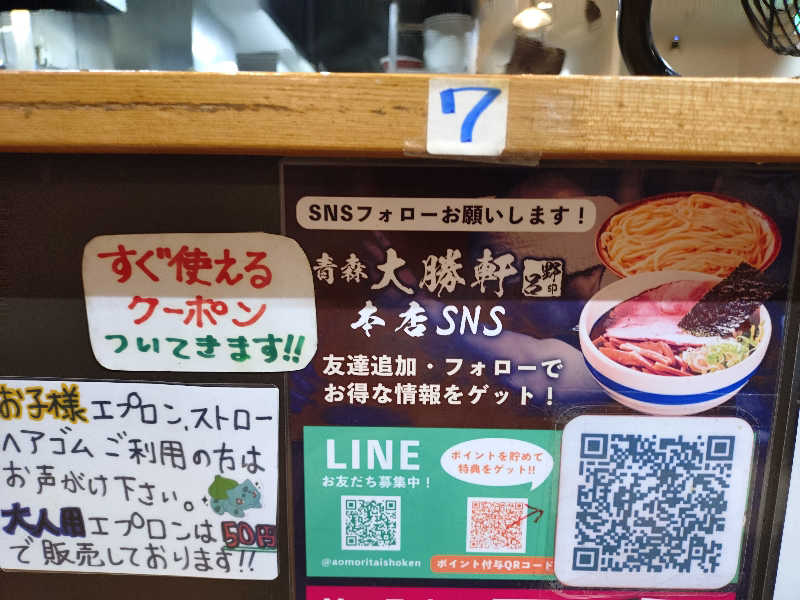 7
SNSフォローお願いします！
青森大勝軒
本店SNS
友達追加・フォローで
お得な情報をゲット！
すぐ使える
クーポン
ついてきます!!
お子様エプロン、ストロー
ヘアゴムご利用の方は
お声がけ下さい。
大人用エプロンは50円
で販売しております!!
LINE
お友だち募集中！
@aomoritaishoken
ポイントを貯めて
特典をゲット!!
ポイント付与QRコード